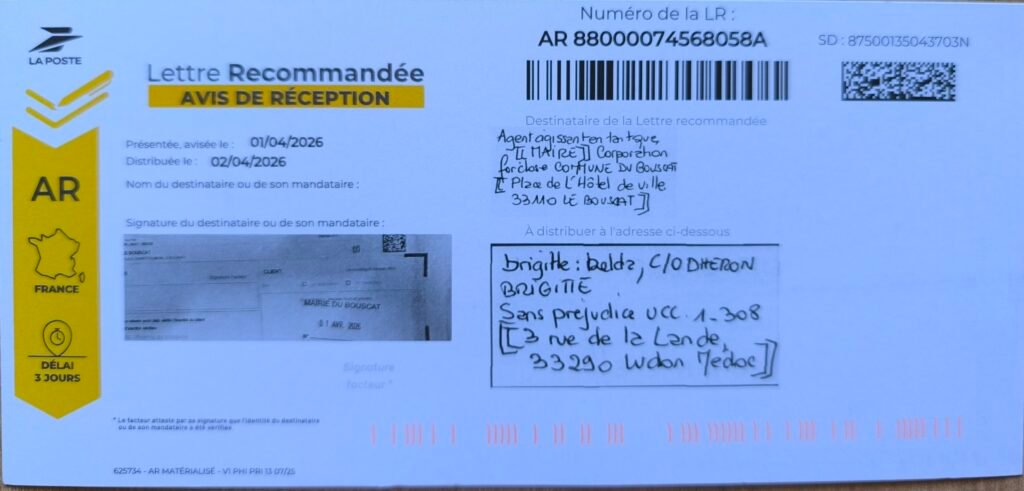 LA POSTE
Lettre Recommandée
AVIS DE RÉCEPTION
Numéro de la LR :
AR 88000074568058A
SD : 87500135043703N
AR
FRANCE
DÉLAI
3 JOURS
Présentée, avisée le : 01/04/2026
Distribuée le : 02/04/2026
Nom du destinataire ou de son mandataire :
Signature du destinataire ou de son mandataire :
BOUSCAT
Signature facteur
CLIENT
MAIRIE DU BOUSCAT
01 AVR. 2026
Signature
facteur *
Destinataire de la Lettre recommandée
Agent agissant en tant que,
[[MAIRE]] Corporation
forclose COMMUNE DU BOUSCAT
[[Place de L'Hôtel de ville
33110 LE BOUSCAT]]
À distribuer à l'adresse ci-dessous
brigitte : C/O DHERON
BRIGITTE
Sans préjudice UCC. 1-308
[[3 rue de la Lande,
33290 Ludon Médoc]]
* Le facteur atteste par sa signature que l'identité du destinataire
ou de son mandataire a été vérifiée.
625734 - AR MATÉRIALISÉ - V1 PHI PRI 13 07/25